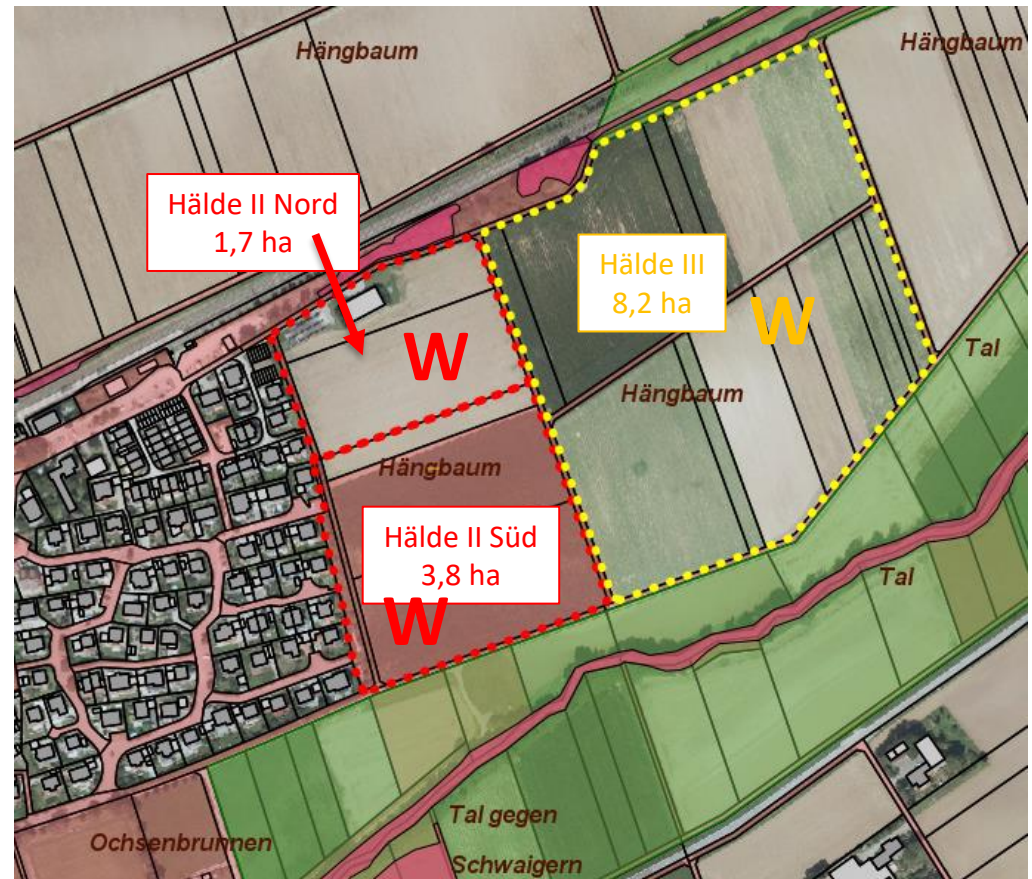 Hängbaum
Hängbaum
Hälde II Nord
1,7 ha
Hälde III
8,2 ha
W
W
Tal
Hängbaum
Hängbaum
Hälde II Süd
3,8 ha
W
Tal
Tal gegen
Schwaigern
Ochsenbrunnen